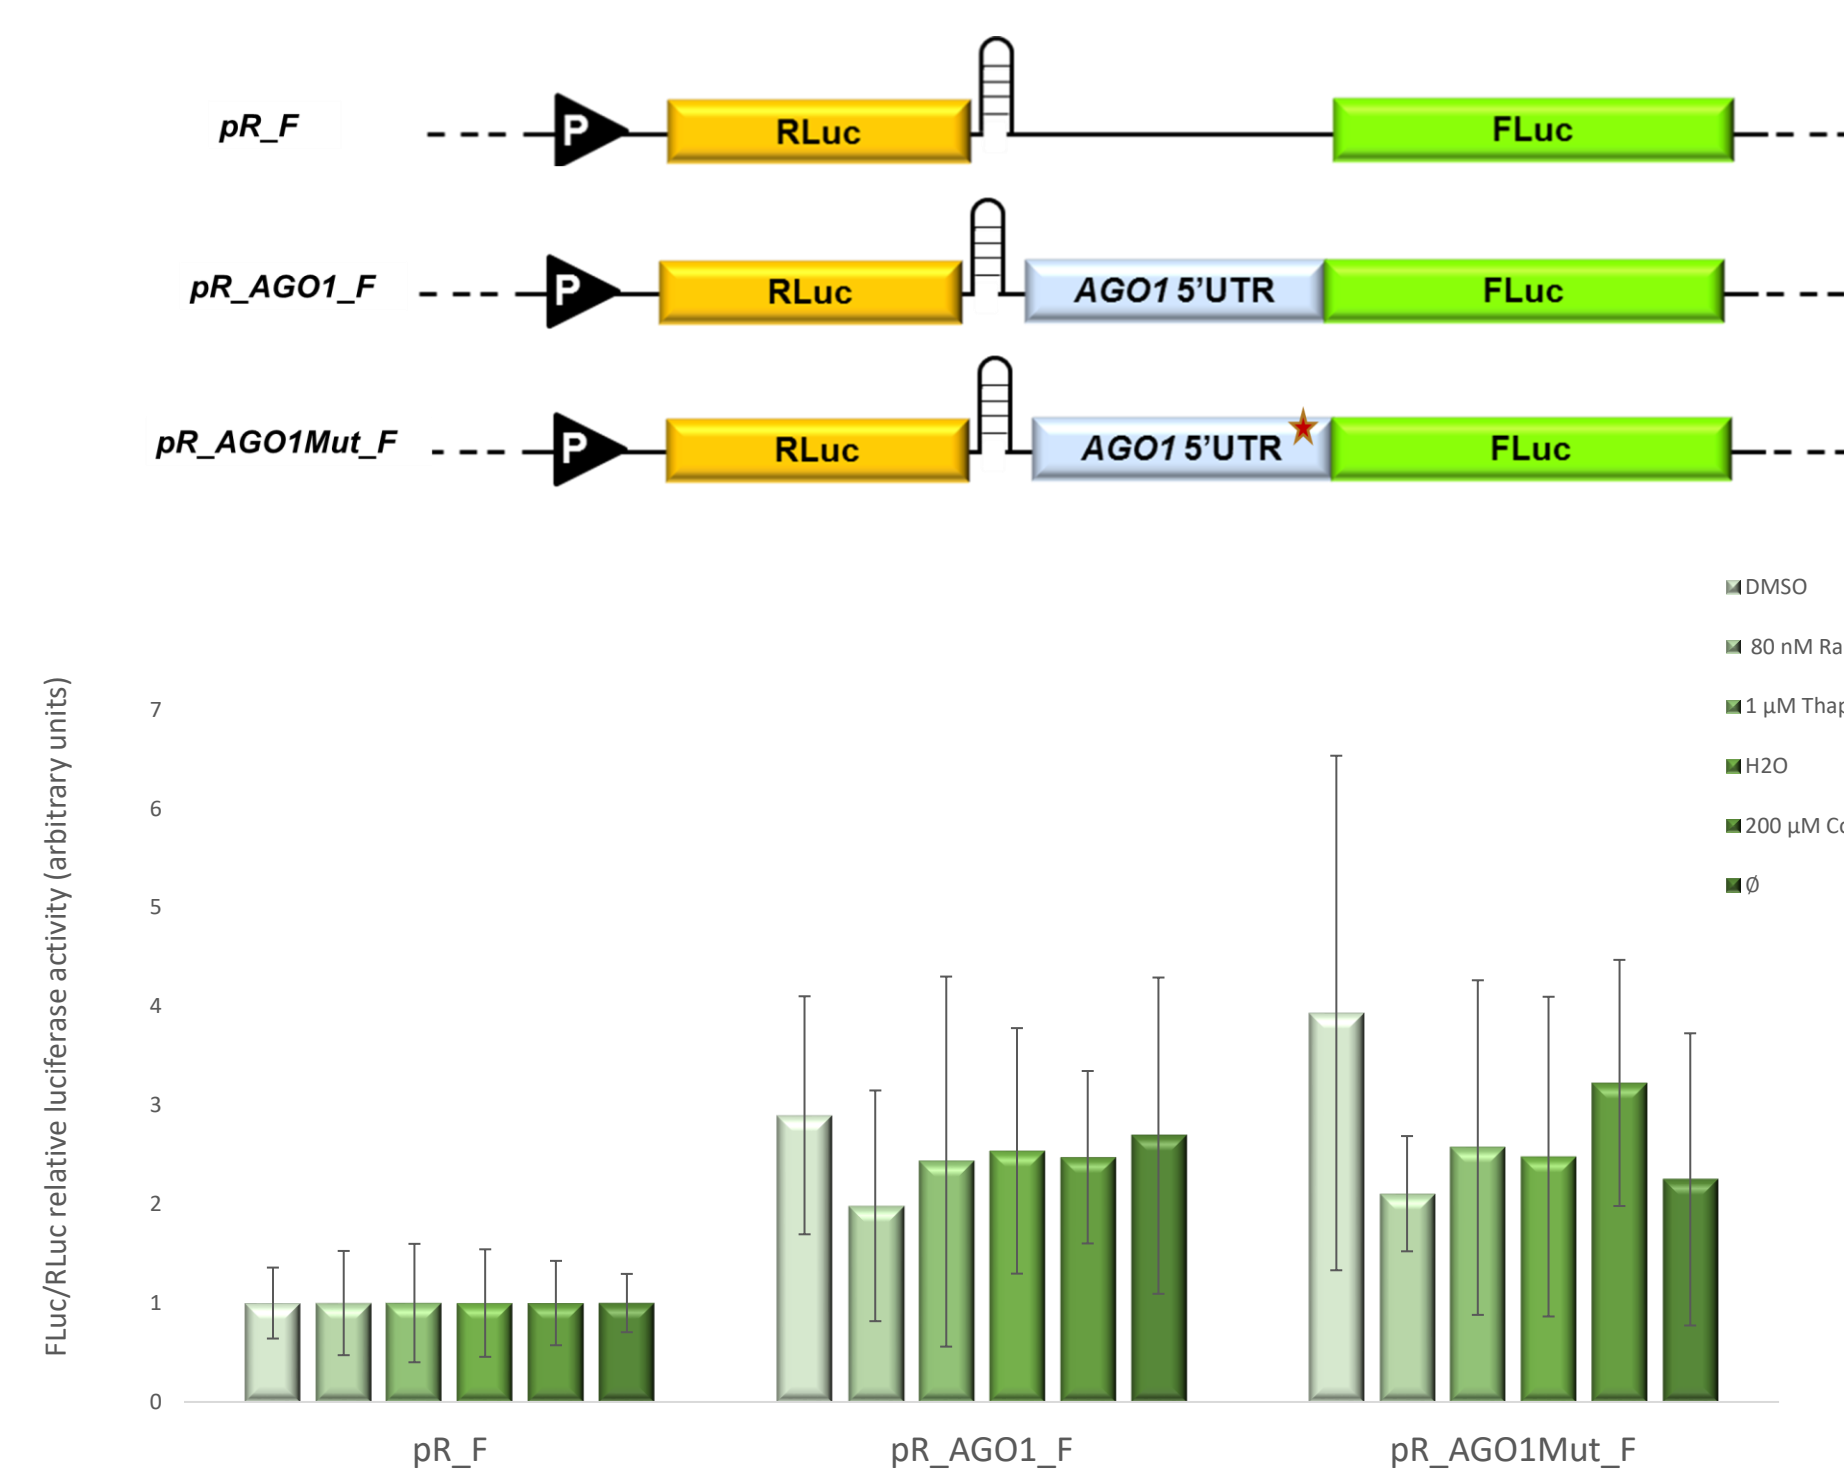 pR_F
P
RLuc
FLuc
pR_AGO1_F
P
RLuc
AGO1 5'UTR
FLuc
pR_AGO1Mut_F
P
RLuc
AGO1 5'UTR
FLuc
DMSO
80 nM Ra
1 µM Thap
H2O
200 µM Co
Ø
FLuc/RLuc relative luciferase activity (arbitrary units)
7
6
5
4
3
2
1
0
pR_F
pR_AGO1_F
pR_AGO1Mut_F